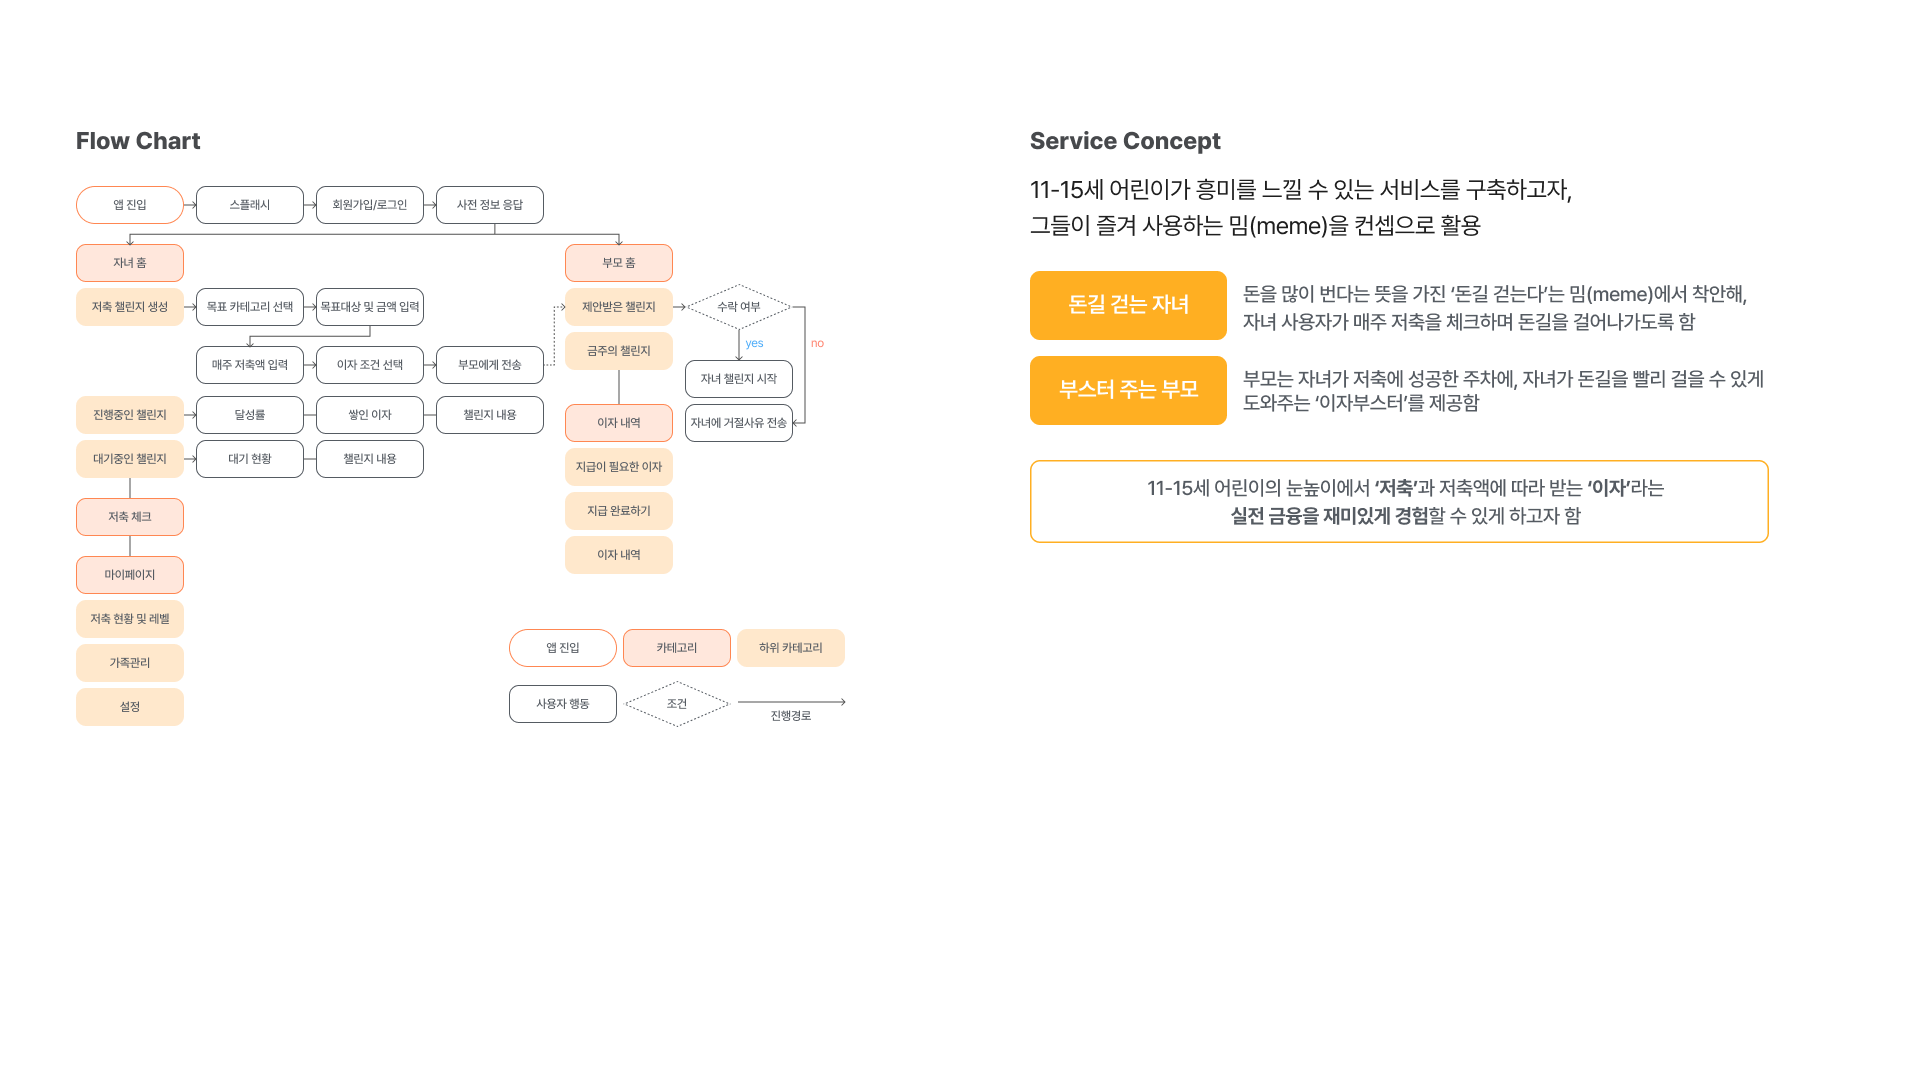 Flow Chart
앱 진입
스플래시
회원가입/로그인
사전 정보 응답
자녀 홈
부모 홈
저축 챌린지 생성
목표 카테고리 선택
목표대상 및 금액 입력
제안받은 챌린지
수락 여부
yes
no
금주의 챌린지
매주 저축액 입력
이자 조건 선택
부모에게 전송
자녀 챌린지 시작
진행중인 챌린지
달성률
쌓인 이자
챌린지 내용
이자 내역
자녀에 거절사유 전송
대기중인 챌린지
대기 현황
챌린지 내용
지급이 필요한 이자
저축 체크
지급 완료하기
이자 내역
마이페이지
저축 현황 및 레벨
가족관리
설정
앱 진입
카테고리
하위 카테고리
사용자 행동
조건
진행경로
Service Concept
11-15세 어린이가 흥미를 느낄 수 있는 서비스를 구축하고자,
그들이 즐겨 사용하는 밈(meme)을 컨셉으로 활용
돈길 걷는 자녀
돈을 많이 번다는 뜻을 가진 ‘돈길 걷는다’는 밈(meme)에서 착안해,
자녀 사용자가 매주 저축을 체크하며 돈길을 걸어나가도록 함
부스터 주는 부모
부모는 자녀가 저축에 성공한 주차에, 자녀가 돈길을 빨리 걸을 수 있게
도와주는 ‘이자부스터’를 제공함
11-15세 어린이의 눈높이에서 ‘저축’과 저축액에 따라 받는 ‘이자’라는
실전 금융을 재미있게 경험할 수 있게 하고자 함